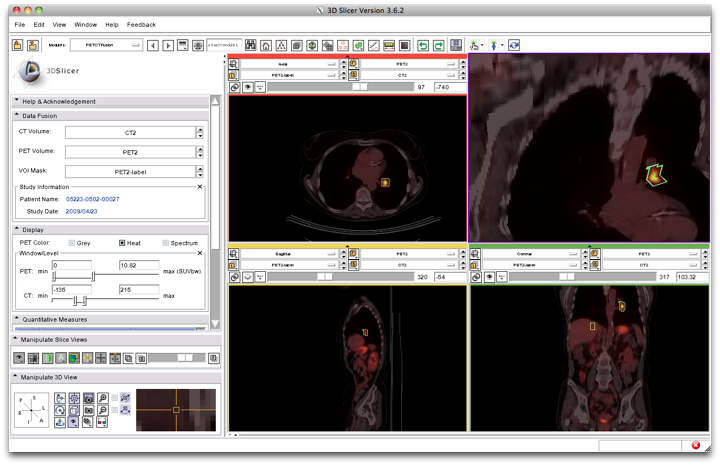 3D Slicer Version 3.6.2
File Edit View Window Help Feedback
Modules: PETCTFusion
3DSlicer
Help & Acknowledgement
Data Fusion
CT Volume: CT2
PET Volume: PET2
VOI Mask: PET2-label
Study Information
Patient Name: 05223-0502-00027
Study Date: 2009/04/23
Display
PET Color: Grey Heat Spectrum
Window/Level
0 10.62
PET: min max (SUVbw)
-135 215
CT: min max
Quantitative Measures
Manipulate Slice Views
Manipulate 3D View
P S L R I A
Axial PET2
PET2-label CT2
97 -740
Sagittal PET2
PET2-label CT2
320 -54
Coronal PET2
PET2-label CT2
317 103.32